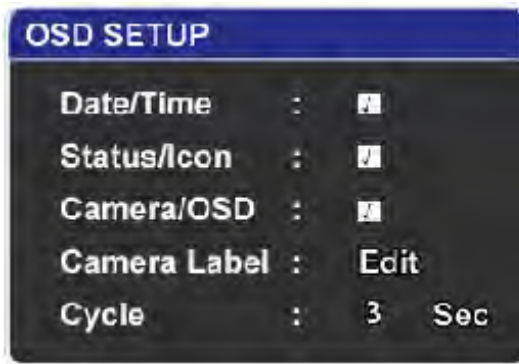 OSD SETUP
Date/Time :
Status/Icon :
Camera/OSD :
Camera Label : Edit
Cycle : 3 Sec